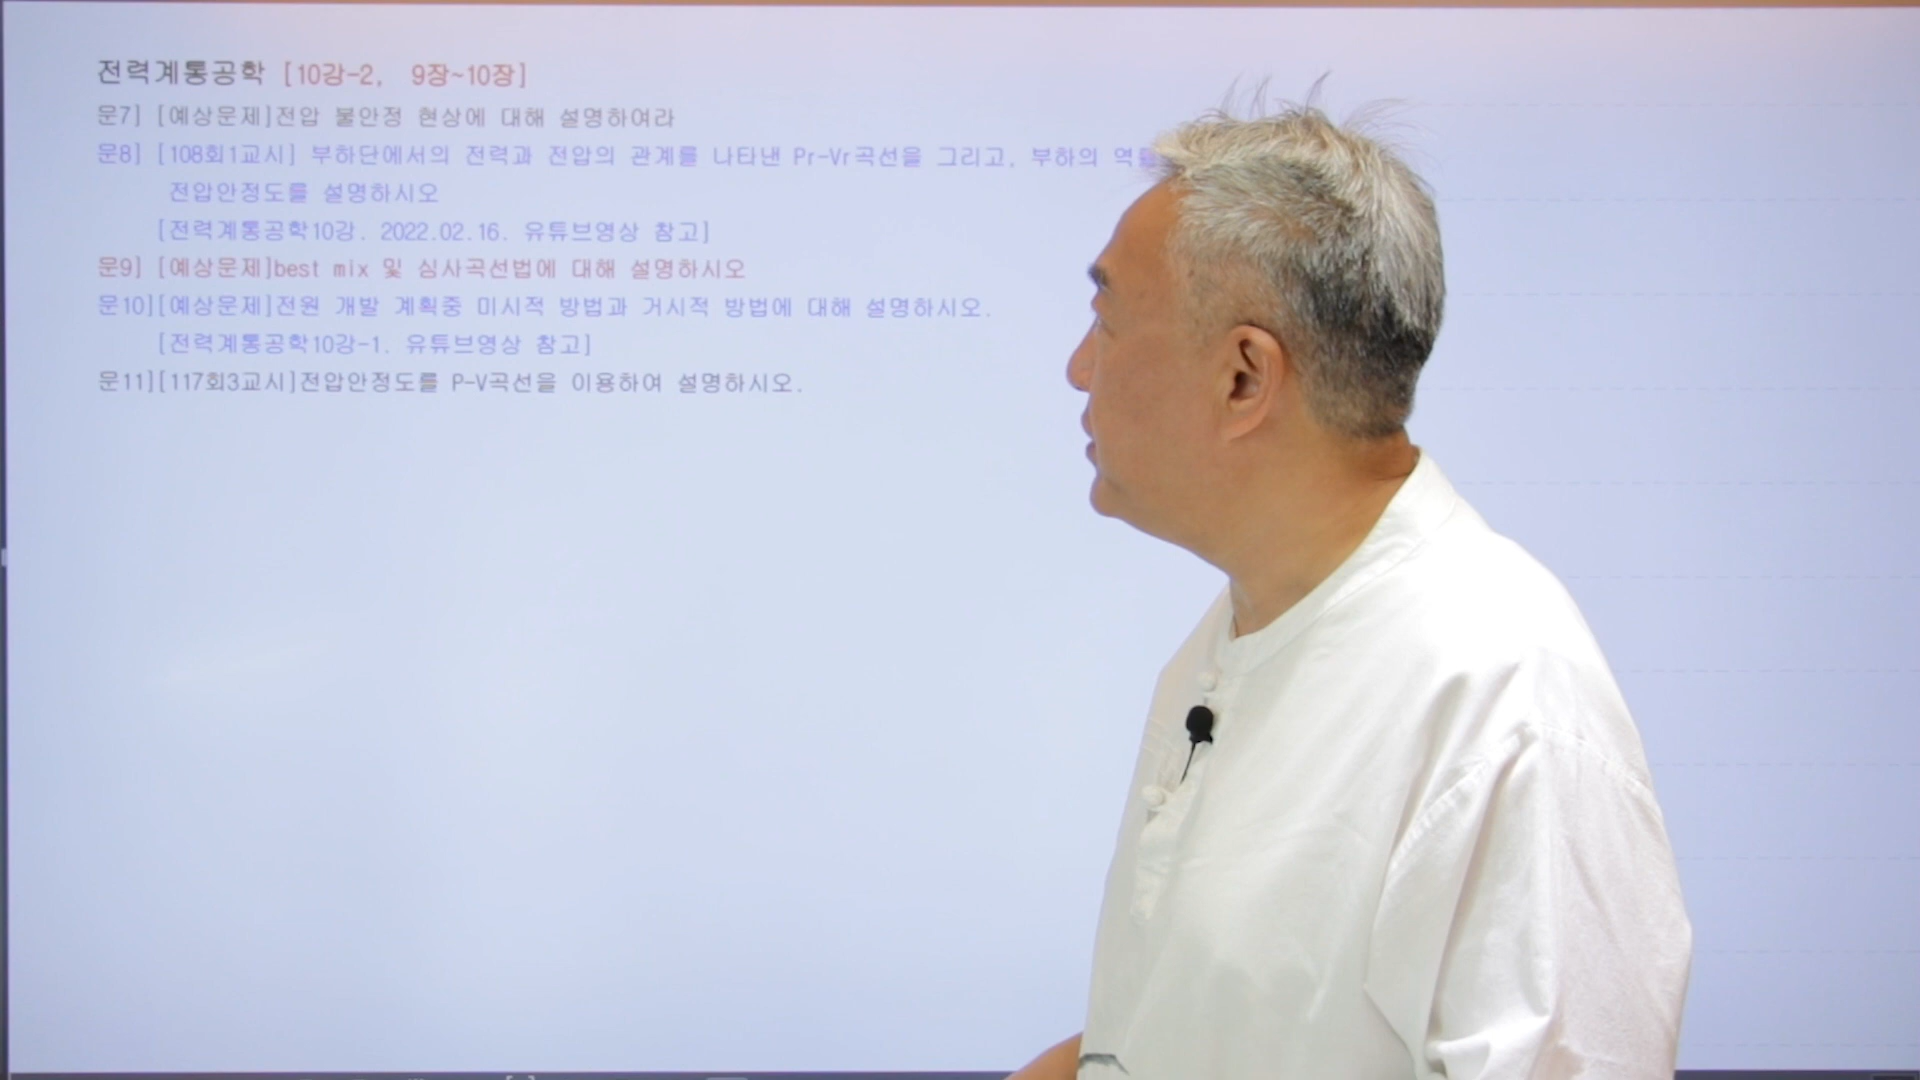 전력계통공학 [10강-2, 9장~10장]
문7] [예상문제]전압 불안정 현상에 대해 설명하여라
문8] [108회1교시] 부하단에서의 전력과 전압의 관계를 나타낸 Pr-Vr곡선을 그리고, 부하의
전압안정도를 설명하시오
[전력계통공학10강. 2022.02.16. 유튜브영상 참고]
문9] [예상문제]best mix 및 심사곡선법에 대해 설명하시오
문10][예상문제]전원 개발 계획중 미시적 방법과 거시적 방법에 대해 설명하시오.
[전력계통공학10강-1. 유튜브영상 참고]
문11][117회3교시]전압안정도를 P-V곡선을 이용하여 설명하시오.